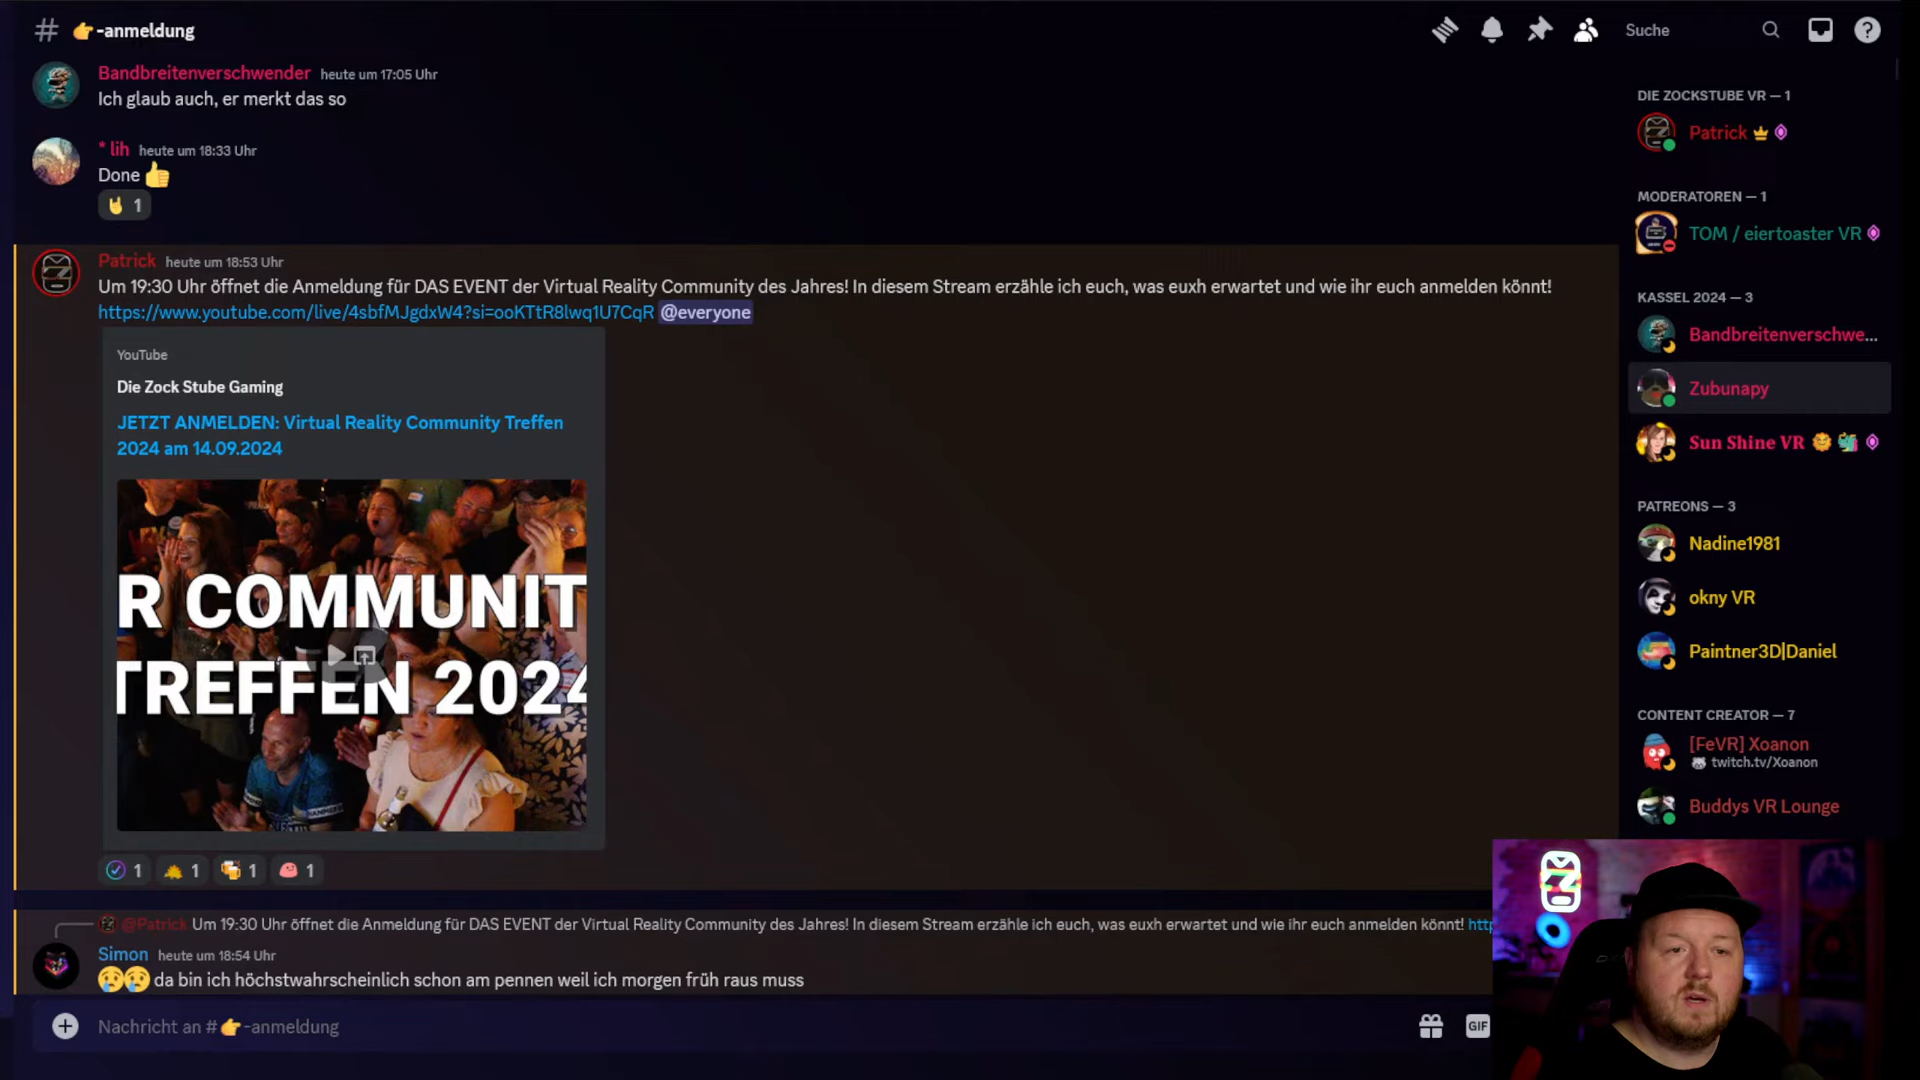 👉-anmeldung
Suche
Bandbreitenverschwender heute um 17:05 Uhr
Ich glaub auch, er merkt das so
* lih heute um 18:33 Uhr
Done 👍
🤘 1
Patrick heute um 18:53 Uhr
Um 19:30 Uhr öffnet die Anmeldung für DAS EVENT der Virtual Reality Community des Jahres! In diesem Stream erzähle ich euch, was euxh erwartet und wie ihr euch anmelden könnt!
https://www.youtube.com/live/4sbfMJgdxW4?si=ooKTtR8lwq1U7CqR @everyone
YouTube
Die Zock Stube Gaming
JETZT ANMELDEN: Virtual Reality Community Treffen
2024 am 14.09.2024
R COMMUNIT
TREFFEN 2024
1 1 1 1
@Patrick Um 19:30 Uhr öffnet die Anmeldung für DAS EVENT der Virtual Reality Community des Jahres! In diesem Stream erzähle ich euch, was euxh erwartet und wie ihr euch anmelden könnt! http
Simon heute um 18:54 Uhr
😢😢 da bin ich höchstwahrscheinlich schon am pennen weil ich morgen früh raus muss
Nachricht an #👉-anmeldung
GIF
DIE ZOCKSTUBE VR — 1
Patrick
MODERATOREN — 1
TOM / eiertoaster VR
KASSEL 2024 — 3
Bandbreitenverschwe...
Zubunapy
Sun Shine VR
PATREONS — 3
Nadine1981
okny VR
Paintner3D|Daniel
CONTENT CREATOR — 7
[FeVR] Xoanon
twitch.tv/Xoanon
Buddys VR Lounge